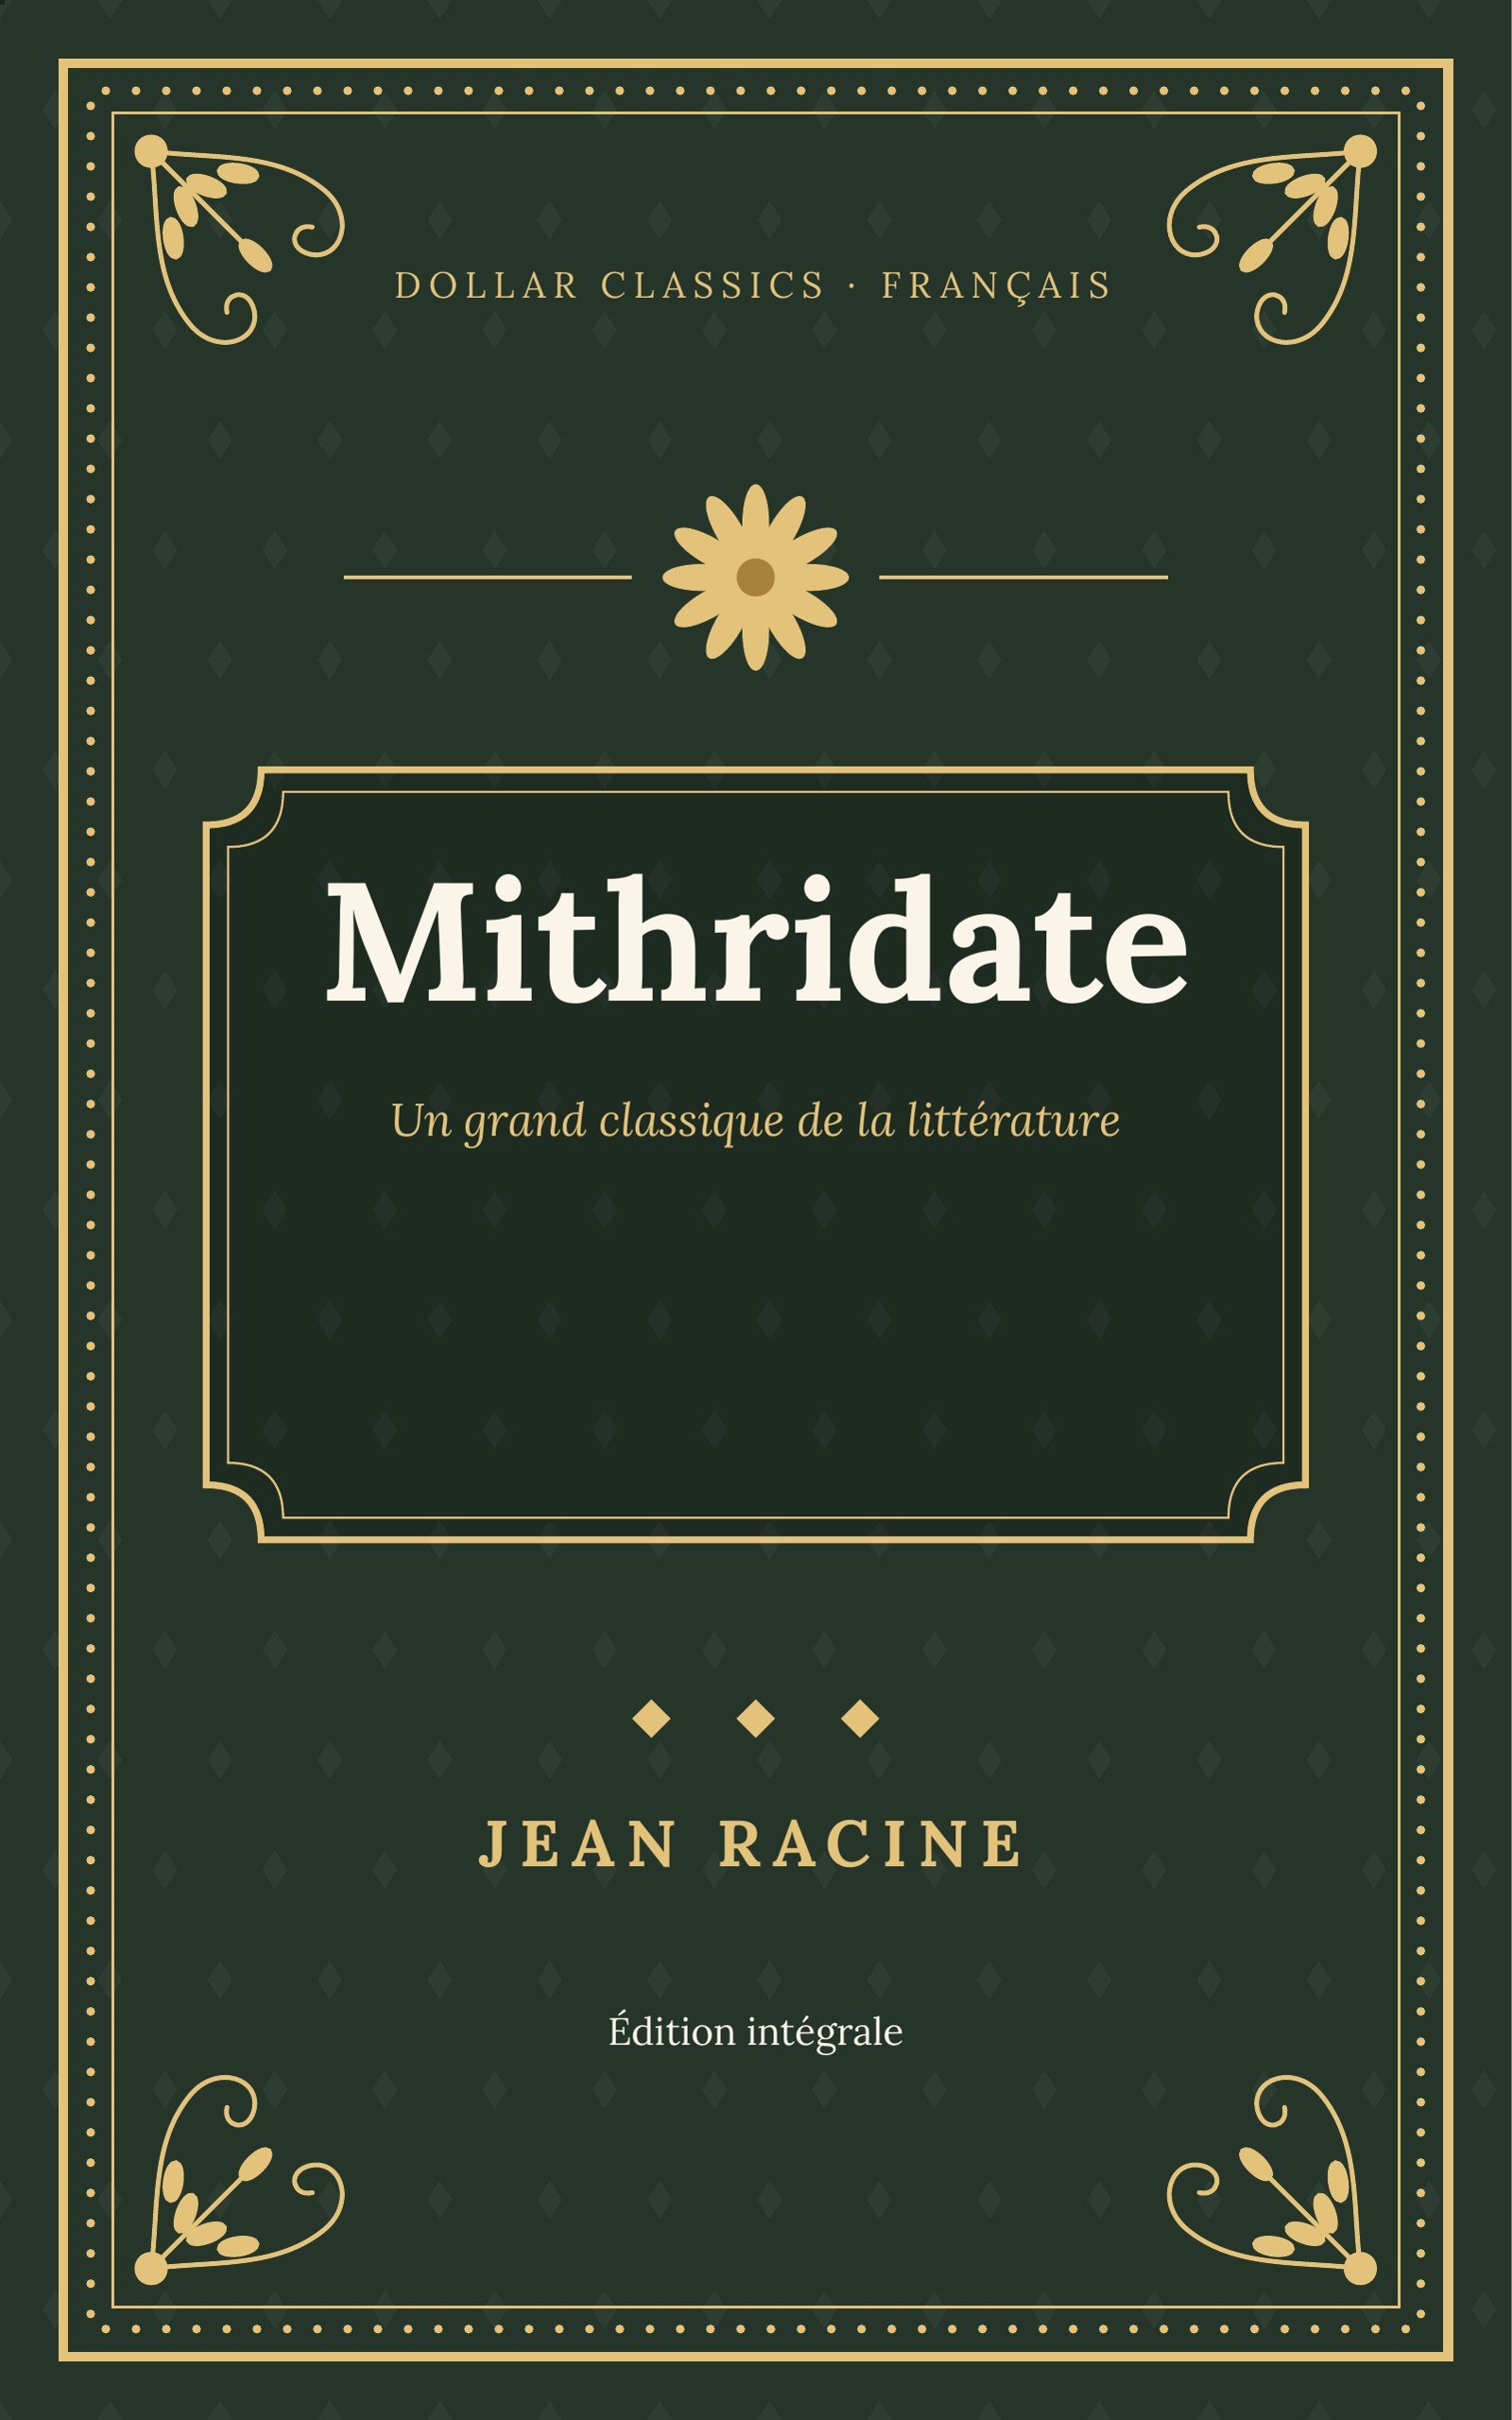 DOLLAR CLASSICS · FRANÇAIS
Mithridate
Un grand classique de la littérature
JEAN RACINE
Édition intégrale